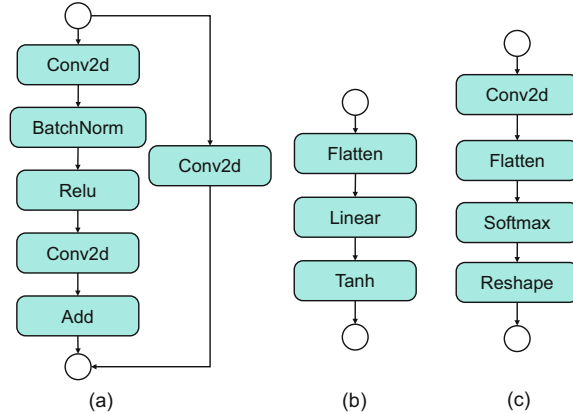 Conv2d
BatchNorm
Relu
Conv2d
Add
Conv2d
(a)
Flatten
Linear
Tanh
(b)
Conv2d
Flatten
Softmax
Reshape
(c)